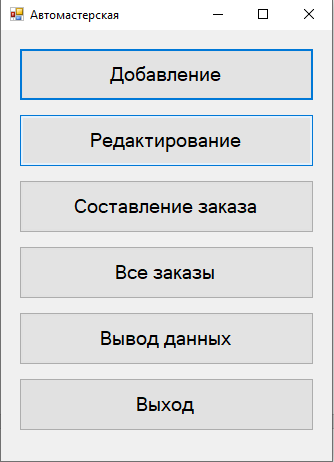 Автомастерская
Добавление
Редактирование
Составление заказа
Все заказы
Вывод данных
Выход